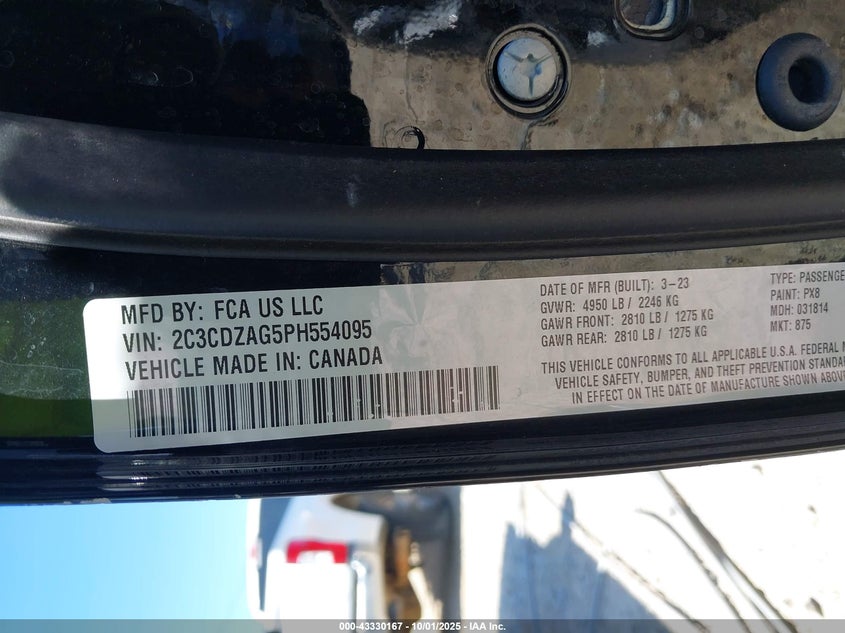 MFD BY: FCA US LLC
VIN: 2C3CDZAG5PH554095
VEHICLE MADE IN: CANADA
DATE OF MFR (BUILT): 3-23
GVWR: 4950 LB / 2246 KG
GAWR FRONT: 2810 LB / 1275 KG
GAWR REAR: 2810 LB / 1275 KG
TYPE: PASSENGE
PAINT: PX8
MDH: 031814
MKT: 875
THIS VEHICLE CONFORMS TO ALL APPLICABLE U.S.A. FEDERAL M
VEHICLE SAFETY, BUMPER, AND THEFT PREVENTION STANDAR
IN EFFECT ON THE DATE OF MANUFACTURE SHOWN ABOVE
000-43330167 - 10/01/2025 - IAA Inc.